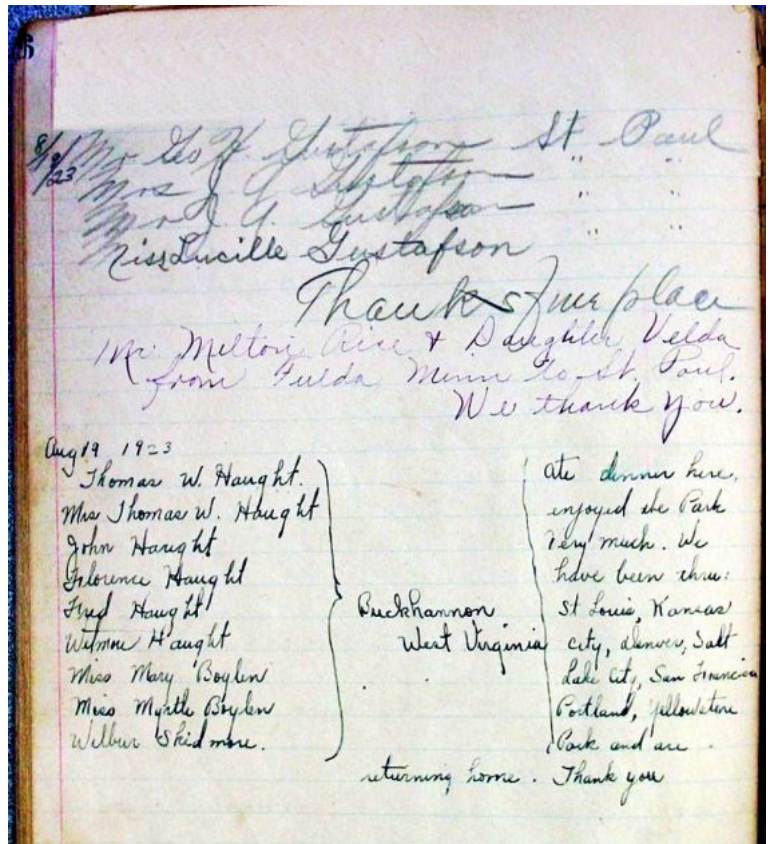 6
8/19/23 Mr Geo H. Gustafson St Paul
Mrs J A Gustafson " "
Mr J. A. Gustafson " "
Miss Lucille Gustafson
Thanks fine place
Mr. Melton Rice & Daughter Velda
from Fulda Minn to St. Paul.
We thank you.
Aug 19 1923
Thomas W. Haught.
Mrs Thomas W. Haught
John Haught
Florence Haught
Fred Haught
Haught
Miss Mary Boylen
Miss Myrtle Boylen
Wilbur Skidmore.
Buckhannon
West Virginia
Ate dinner here,
enjoyed the Park
very much. We
have been thru:
St Louis, Kansas
city, Denver, Salt
Lake City, San Francisco
Portland, Yellowstone
Park and are
returning home. Thank you